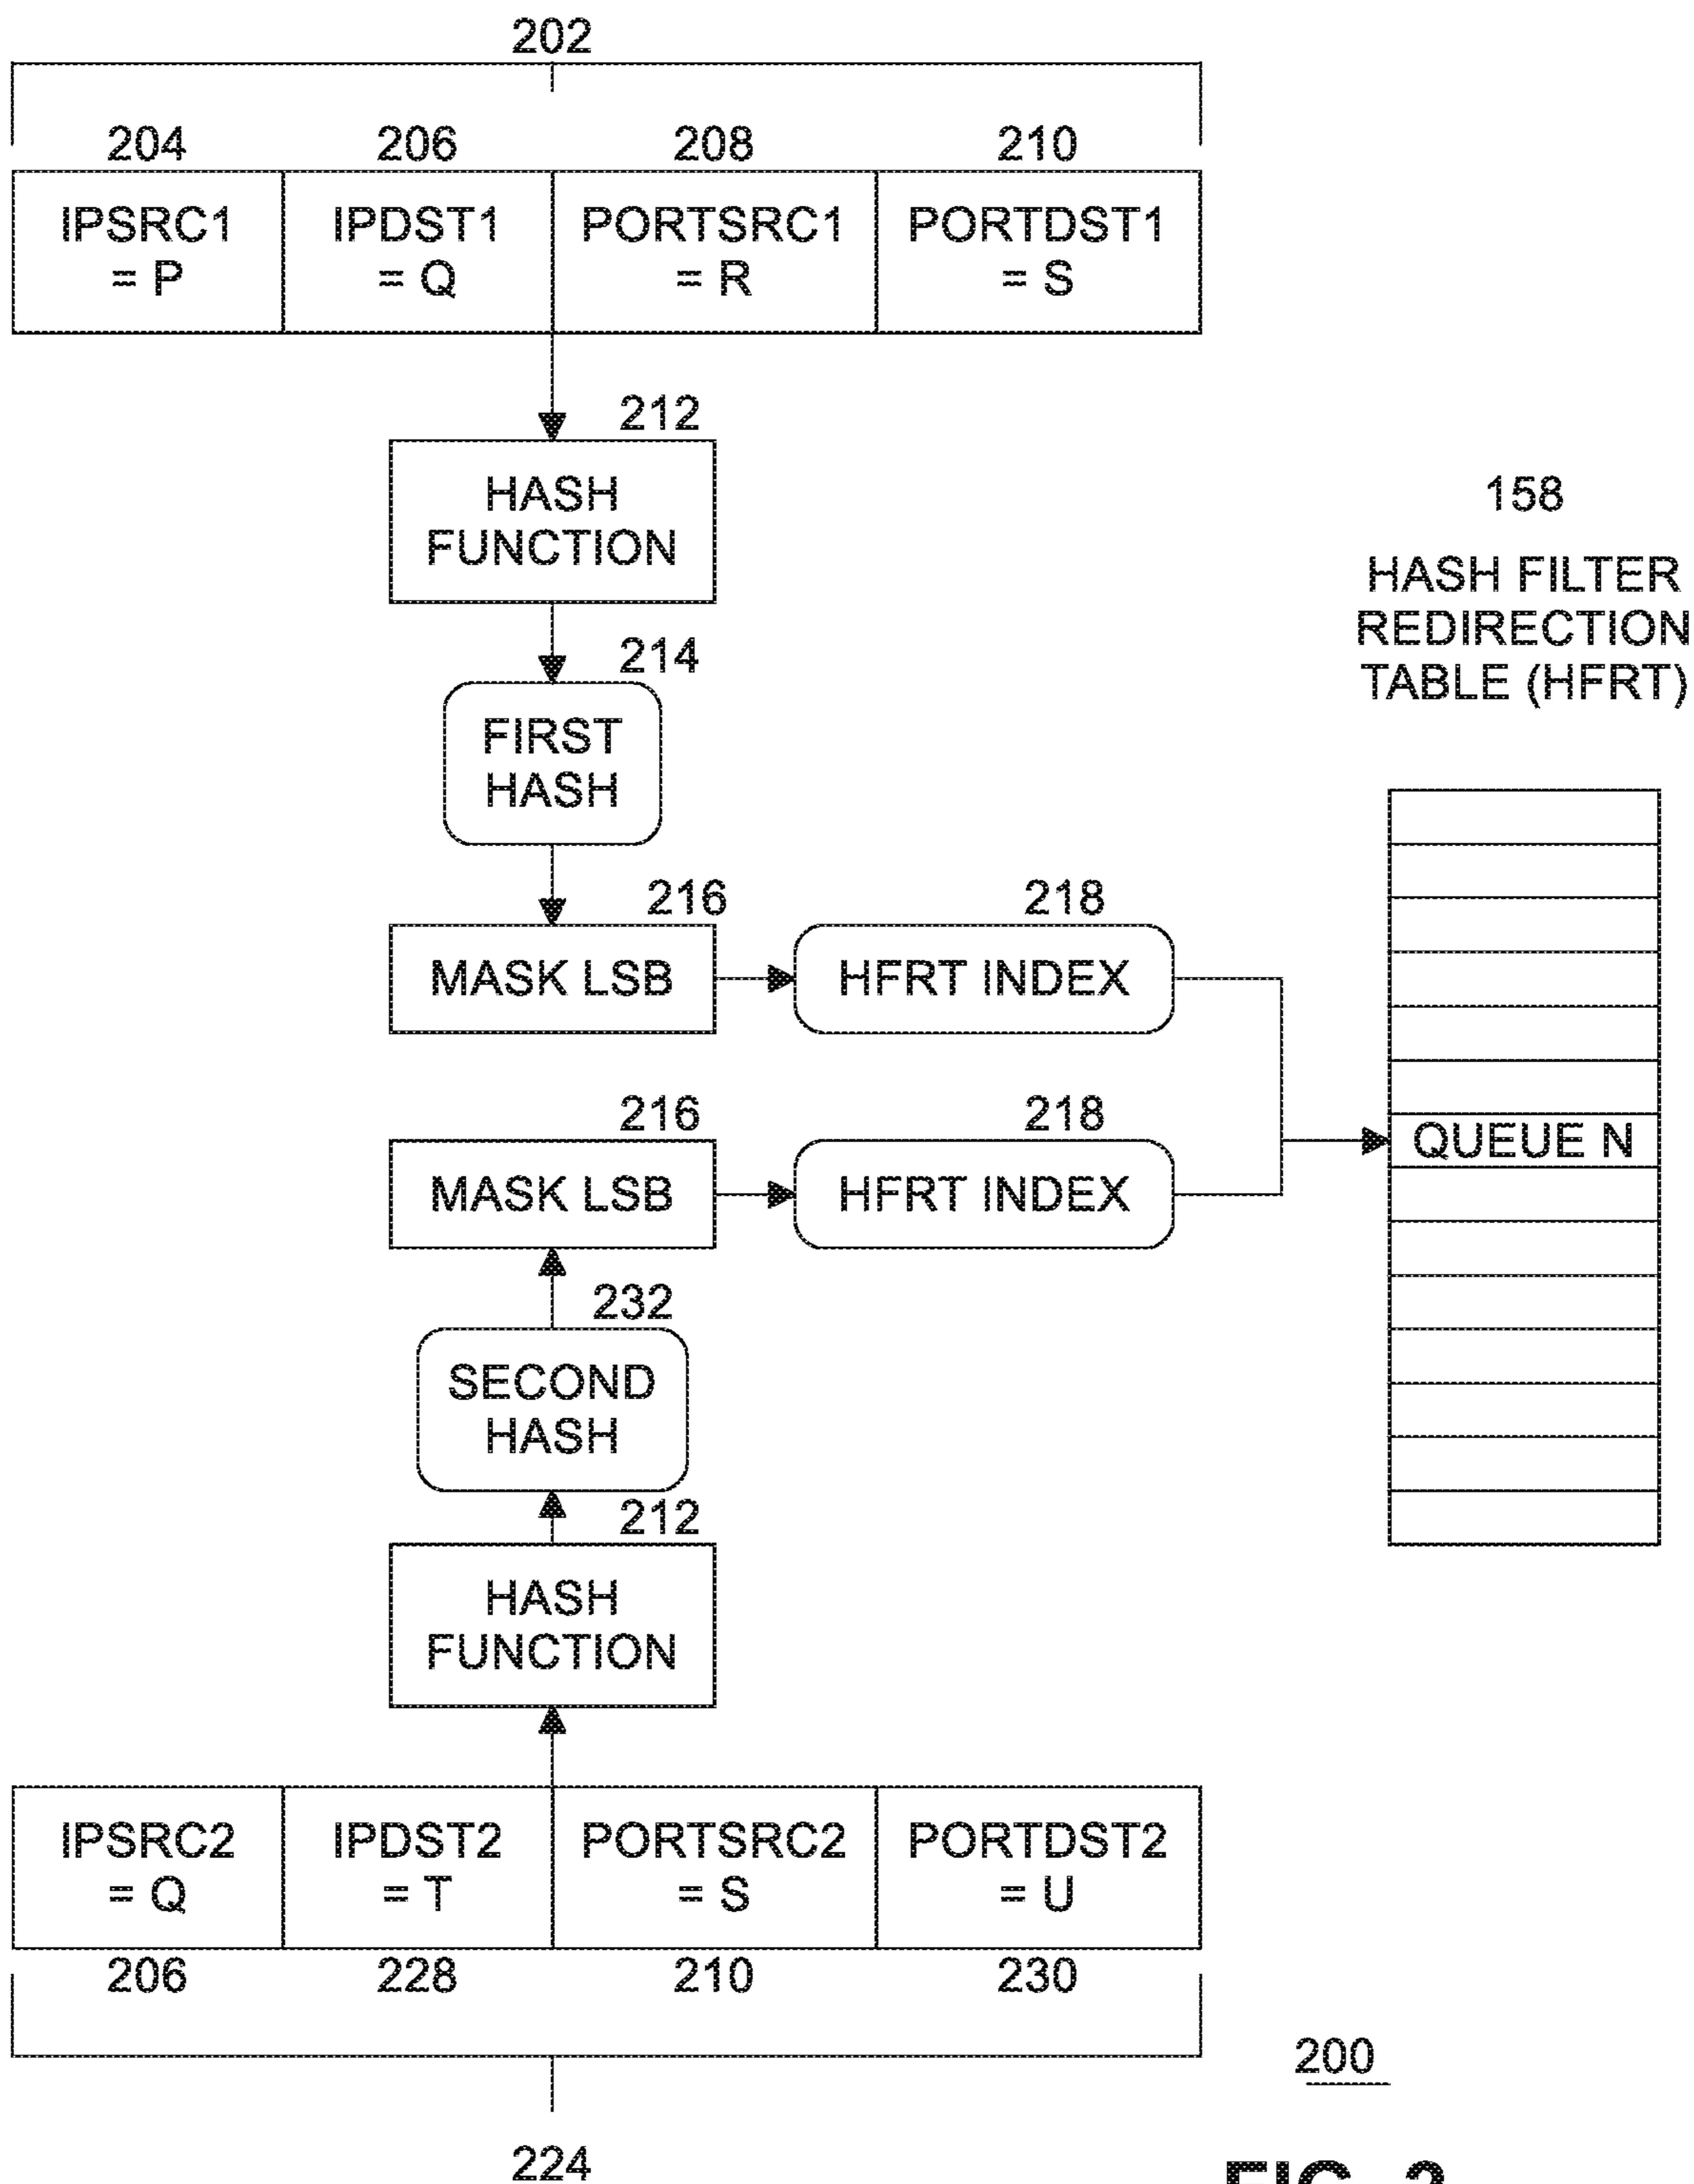 202
204 206 208 210
IPSRC1 IPDST1 PORTSRC1 PORTDST1
= P = Q = R = S
212
HASH
FUNCTION
158
HASH FILTER
REDIRECTION
TABLE (HFRT)
214
FIRST
HASH
216 218
MASK LSB HFRT INDEX
216 218
MASK LSB HFRT INDEX
QUEUE N
232
SECOND
HASH
212
HASH
FUNCTION
IPSRC2 IPDST2 PORTSRC2 PORTDST2
= Q = T = S = U
206 228 210 230
200
224